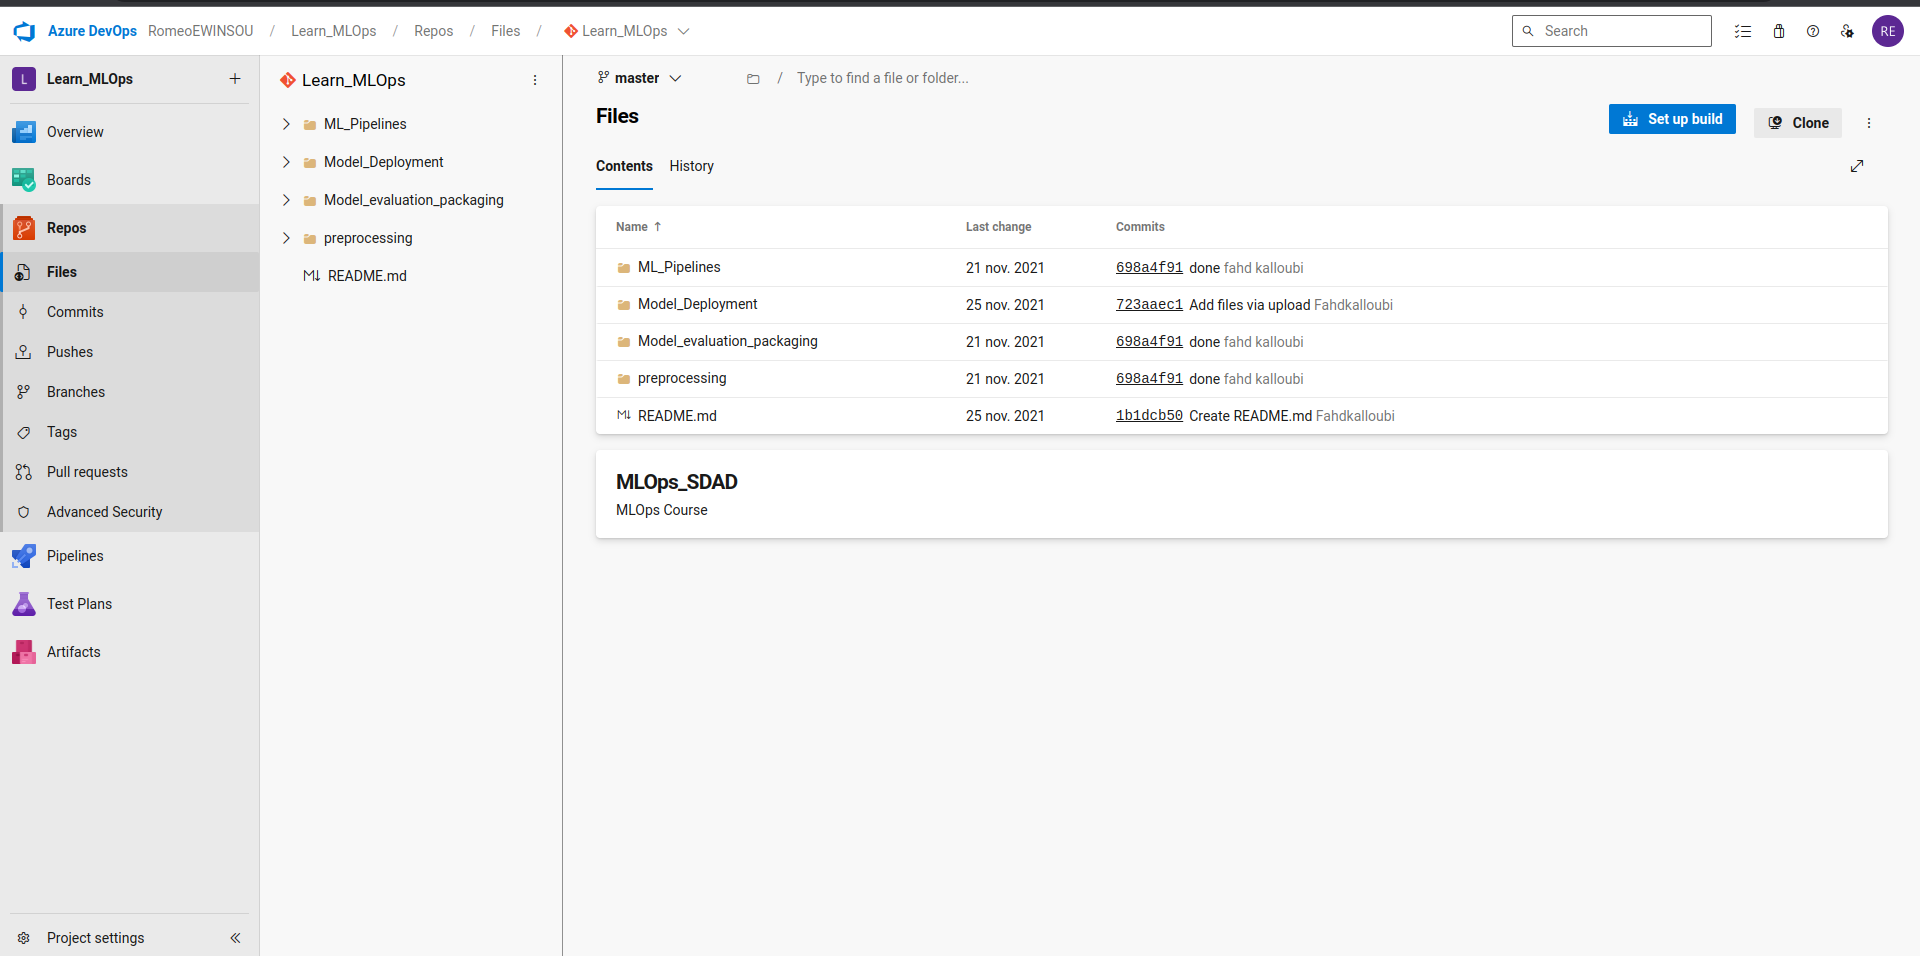 Azure DevOps RomeoEWINSOU / Learn_MLOps / Repos / Files / Learn_MLOps
Search
RE
L Learn_MLOps +
Overview
Boards
Repos
Files
Commits
Pushes
Branches
Tags
Pull requests
Advanced Security
Pipelines
Test Plans
Artifacts
Project settings
Learn_MLOps
ML_Pipelines
Model_Deployment
Model_evaluation_packaging
preprocessing
M↓ README.md
master / Type to find a file or folder...
Files
Set up build
Clone
Contents History
Name ↑ Last change Commits
ML_Pipelines 21 nov. 2021 698a4f91 done fahd kalloubi
Model_Deployment 25 nov. 2021 723aaec1 Add files via upload Fahdkalloubi
Model_evaluation_packaging 21 nov. 2021 698a4f91 done fahd kalloubi
preprocessing 21 nov. 2021 698a4f91 done fahd kalloubi
M↓ README.md 25 nov. 2021 1b1dcb50 Create README.md Fahdkalloubi
MLOps_SDAD
MLOps Course